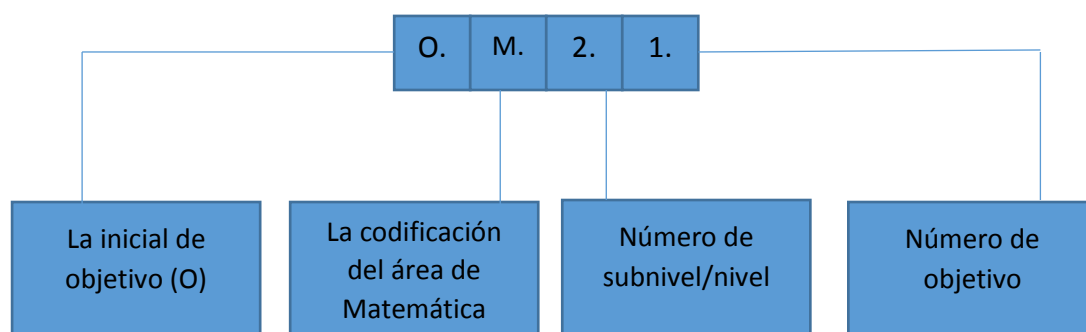 O. M. 2. 1.
La inicial de
objetivo (O)
La codificación
del área de
Matemática
Número de
subnivel/nivel
Número de
objetivo